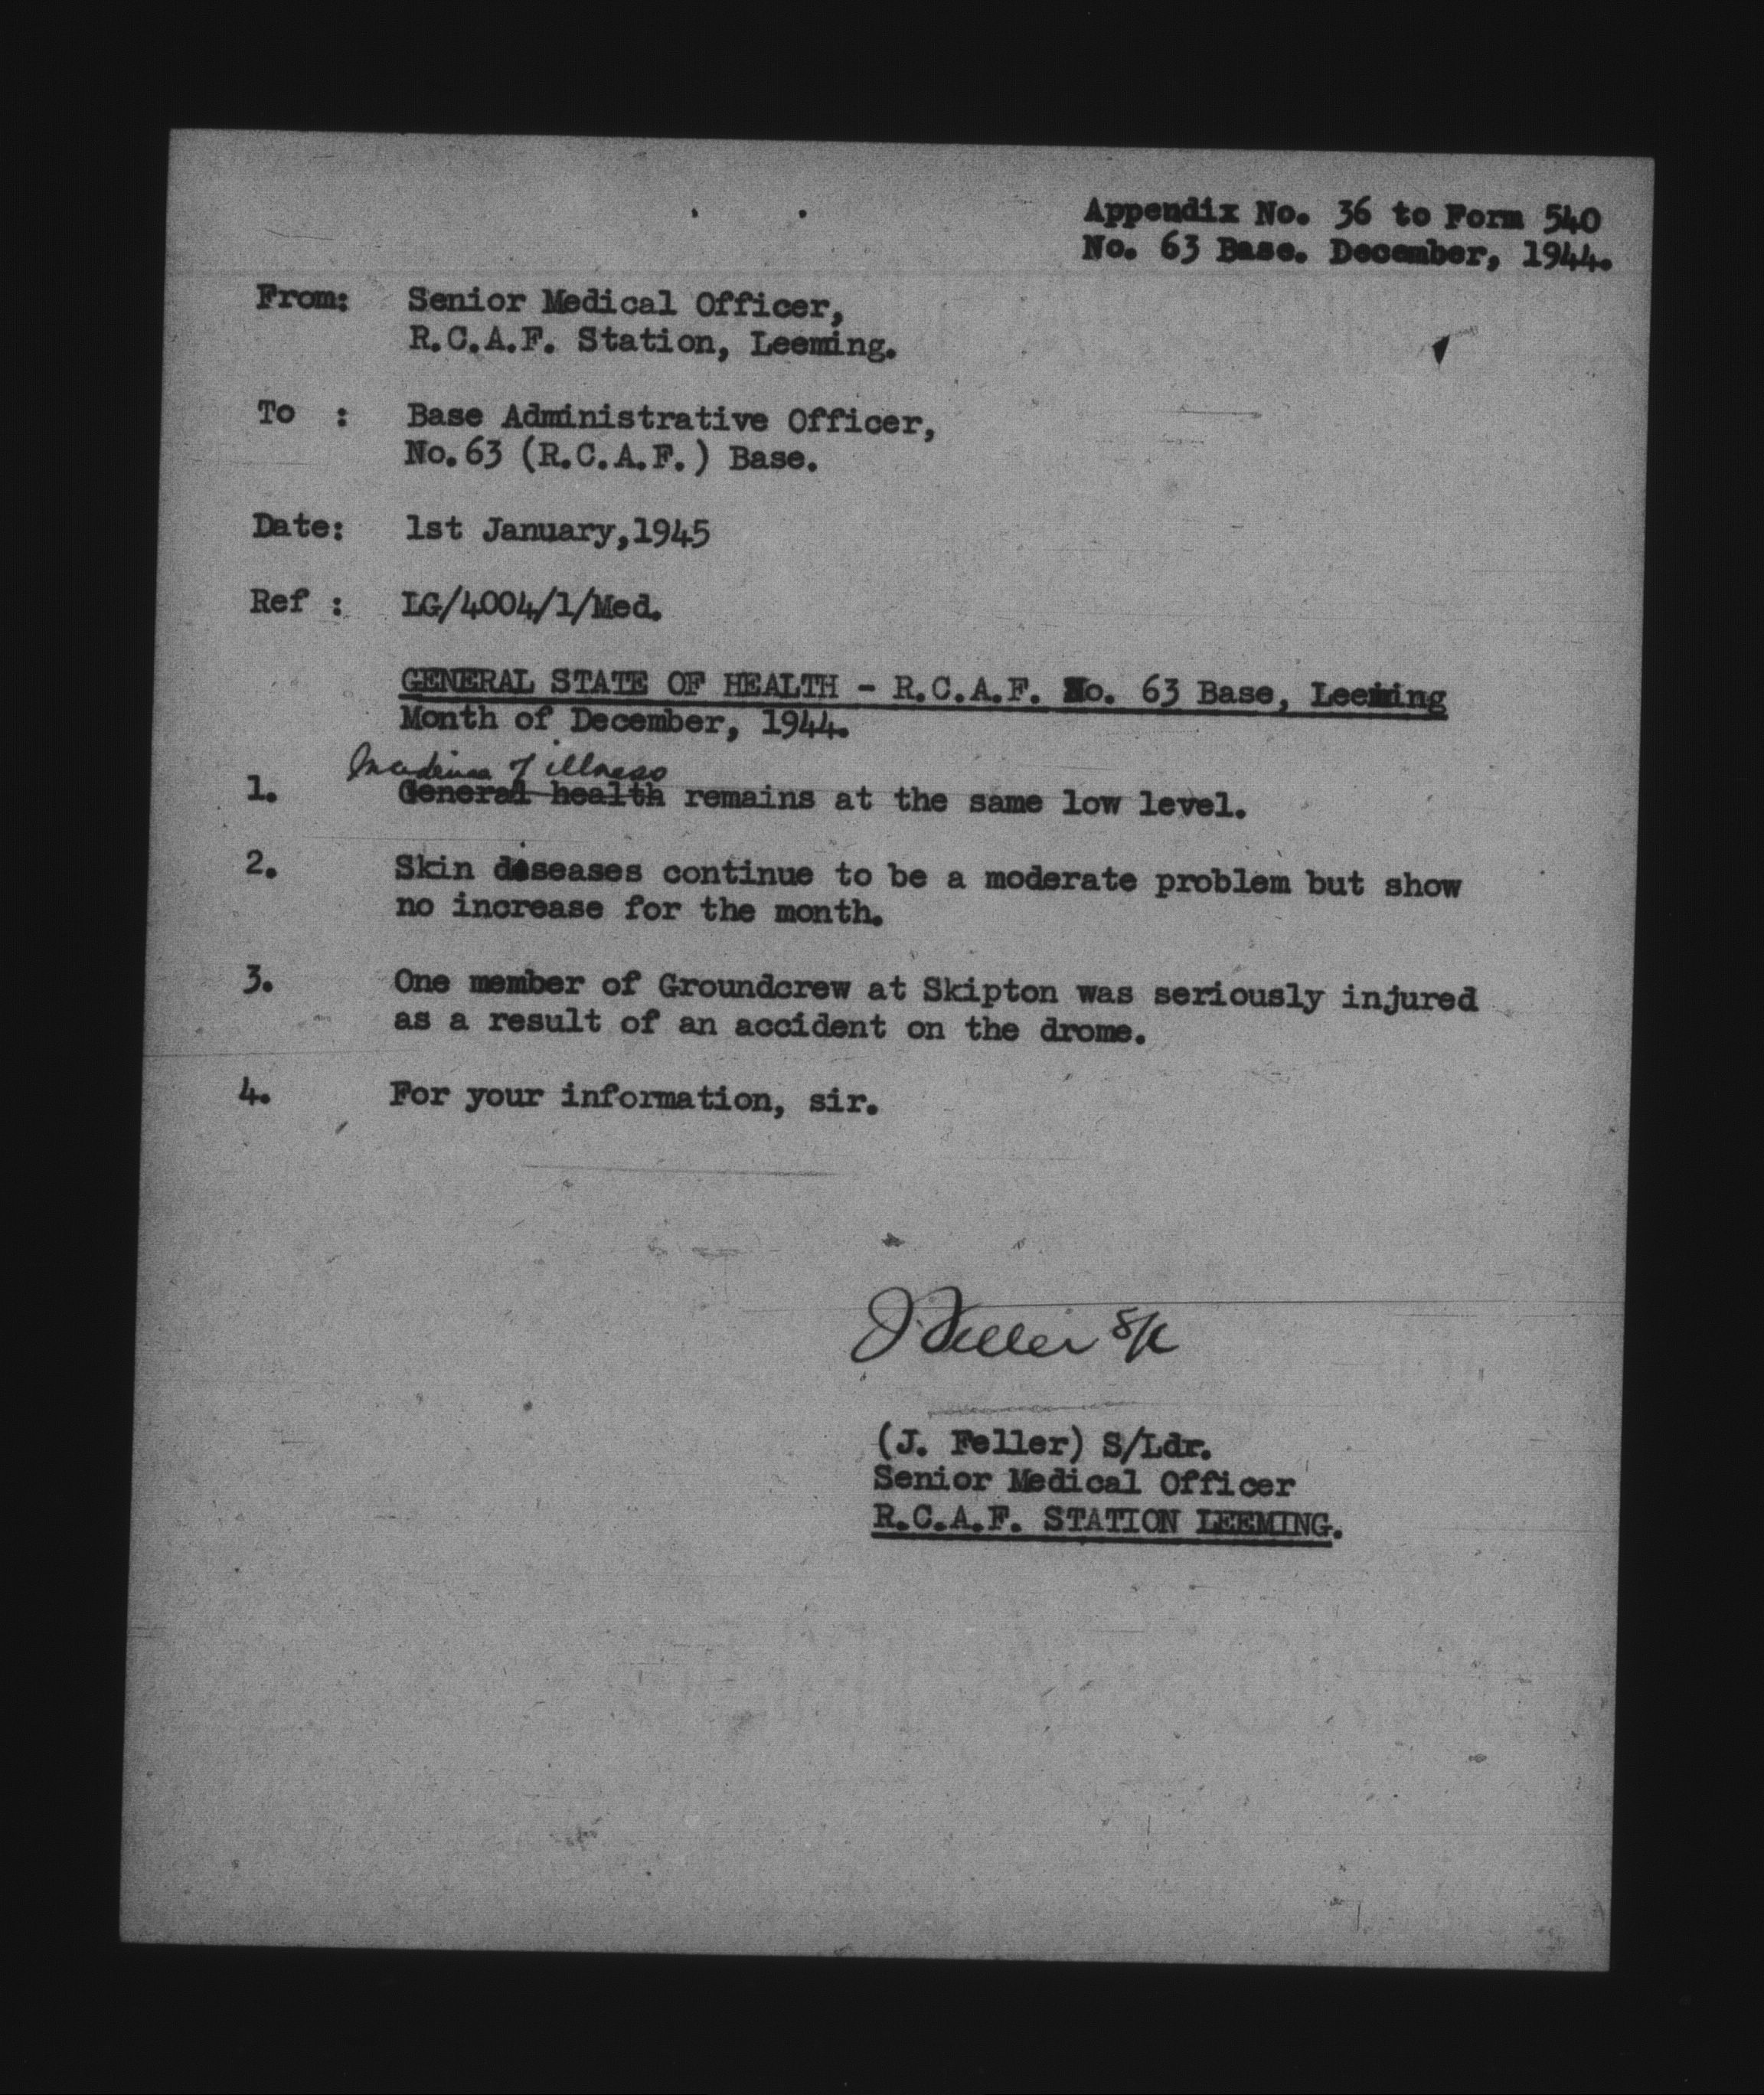 Appendix No. 36 to Form 540
No. 63 Base. December, 1944.
From: Senior Medical Officer,
R.C.A.F. Station, Leeming.
To : Base Administrative Officer,
No.63 (R.C.A.F.) Base.
Date: 1st January,1945
Ref : LG/4004/1/Med.
GENERAL STATE OF HEALTH - R.C.A.F. No. 63 Base, Leeming
Month of December, 1944.
Incidence of illness
1. General health remains at the same low level.
2. Skin diseases continue to be a moderate problem but show
no increase for the month.
3. One member of Groundcrew at Skipton was seriously injured
as a result of an accident on the drome.
4. For your information, sir.
J Feller S/L
(J. Feller) S/Ldr.
Senior Medical Officer
R.C.A.F. STATION LEEMING.